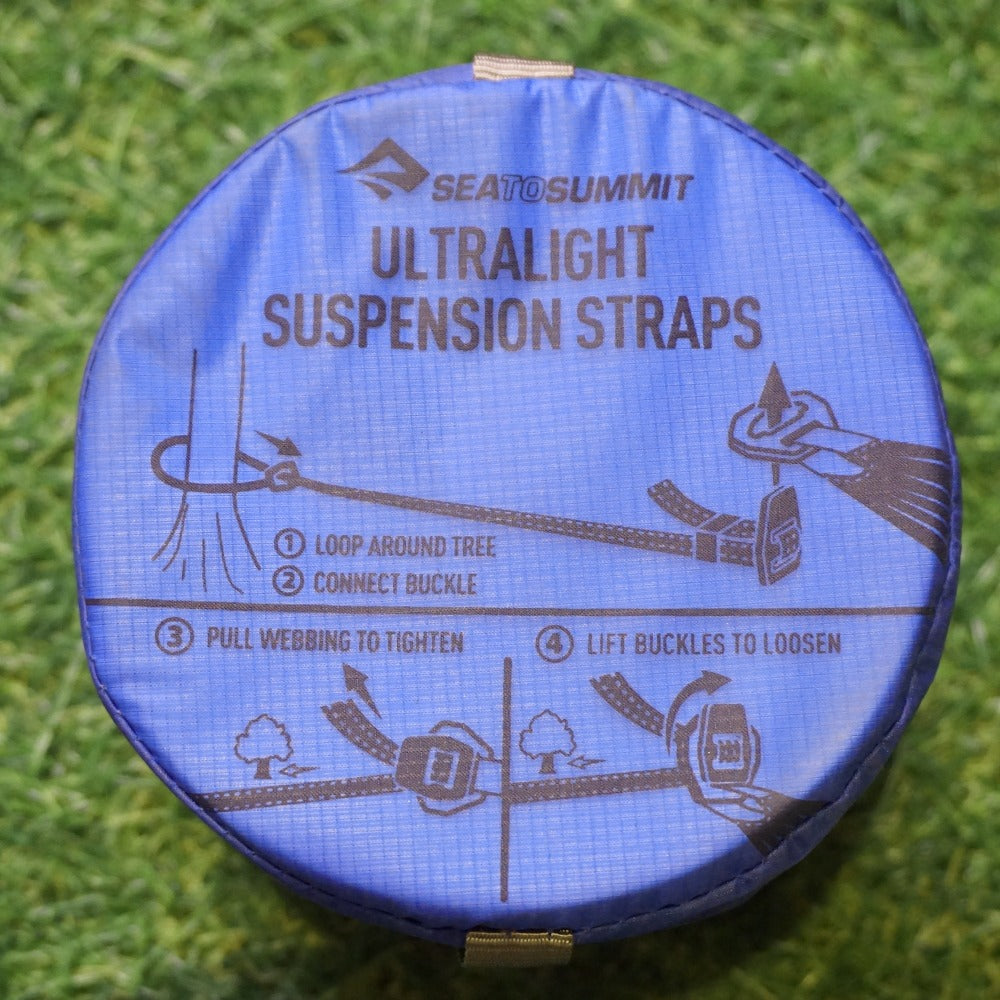 SEATOSUMMIT
ULTRALIGHT
SUSPENSION STRAPS
1 LOOP AROUND TREE
2 CONNECT BUCKLE
3 PULL WEBBING TO TIGHTEN
4 LIFT BUCKLES TO LOOSEN